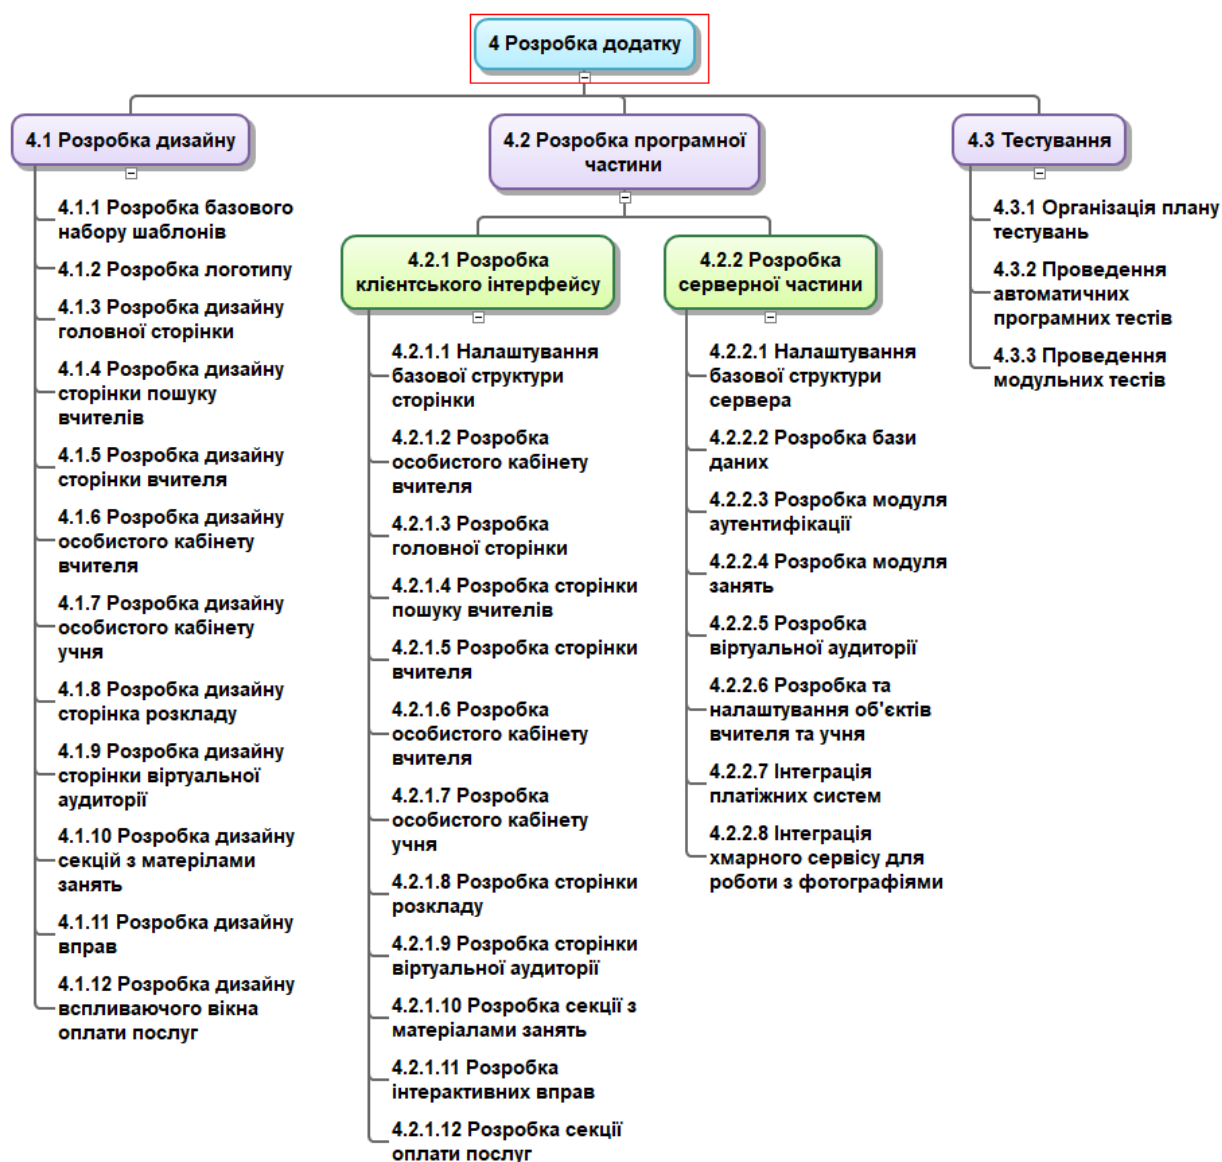 4 Розробка додатку
4.1 Розробка дизайну
4.1.1 Розробка базового
набору шаблонів
4.1.2 Розробка логотипу
4.1.3 Розробка дизайну
головної сторінки
4.1.4 Розробка дизайну
сторінки пошуку
вчителів
4.1.5 Розробка дизайну
сторінки вчителя
4.1.6 Розробка дизайну
особистого кабінету
вчителя
4.1.7 Розробка дизайну
особистого кабінету
учня
4.1.8 Розробка дизайну
сторінка розкладу
4.1.9 Розробка дизайну
сторінки віртуальної
аудиторії
4.1.10 Розробка дизайну
секцій з матерілами
занять
4.1.11 Розробка дизайну
вправ
4.1.12 Розробка дизайну
вспливаючого вікна
оплати послуг
4.2 Розробка програмної
частини
4.2.1 Розробка
клієнтського інтерфейсу
4.2.1.1 Налаштування
базової структури
сторінки
4.2.1.2 Розробка
особистого кабінету
вчителя
4.2.1.3 Розробка
головної сторінки
4.2.1.4 Розробка сторінки
пошуку вчителів
4.2.1.5 Розробка сторінки
вчителя
4.2.1.6 Розробка
особистого кабінету
вчителя
4.2.1.7 Розробка
особистого кабінету
учня
4.2.1.8 Розробка сторінки
розкладу
4.2.1.9 Розробка сторінки
віртуальної аудиторії
4.2.1.10 Розробка секції з
матеріалами занять
4.2.1.11 Розробка
інтерактивних вправ
4.2.1.12 Розробка секції
оплати послуг
4.2.2 Розробка
серверної частини
4.2.2.1 Налаштування
базової структури
сервера
4.2.2.2 Розробка бази
даних
4.2.2.3 Розробка модуля
аутентифікації
4.2.2.4 Розробка модуля
занять
4.2.2.5 Розробка
віртуальної аудиторії
4.2.2.6 Розробка та
налаштування об'єктів
вчителя та учня
4.2.2.7 Інтеграція
платіжних систем
4.2.2.8 Інтеграція
хмарного сервісу для
роботи з фотографіями
4.3 Тестування
4.3.1 Організація плану
тестувань
4.3.2 Проведення
автоматичних
програмних тестів
4.3.3 Проведення
модульних тестів